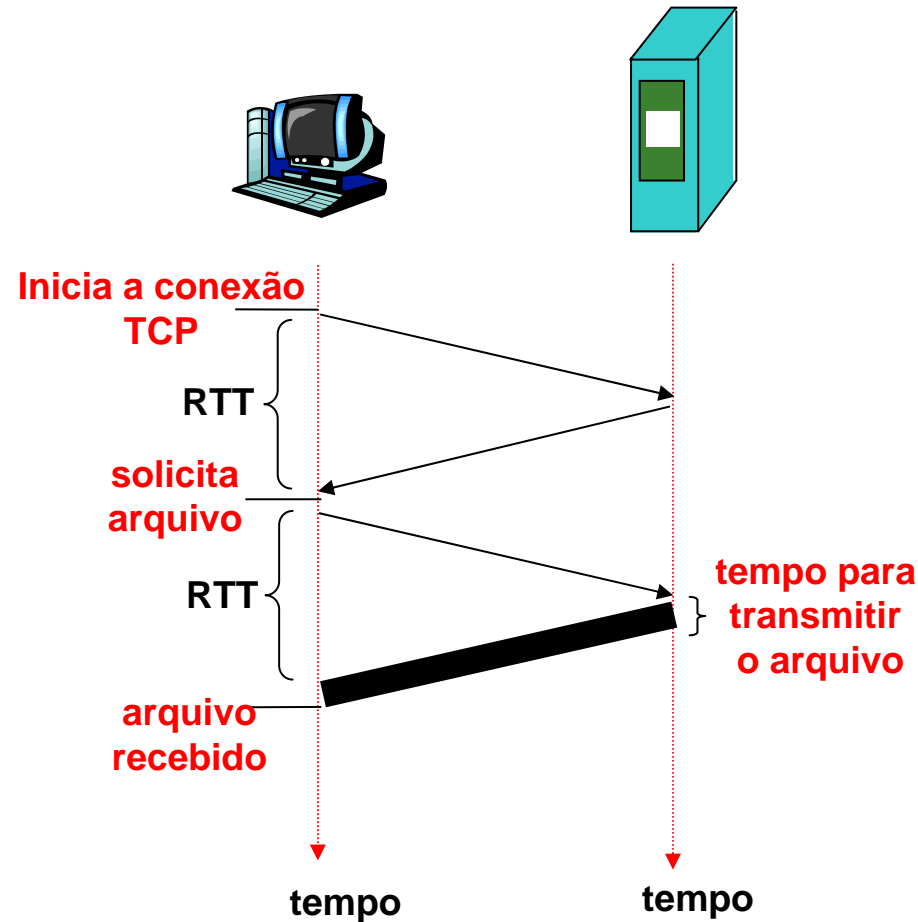 Inicia a conexão
TCP
RTT
solicita
arquivo
RTT
tempo para
transmitir
o arquivo
arquivo
recebido
tempo
tempo